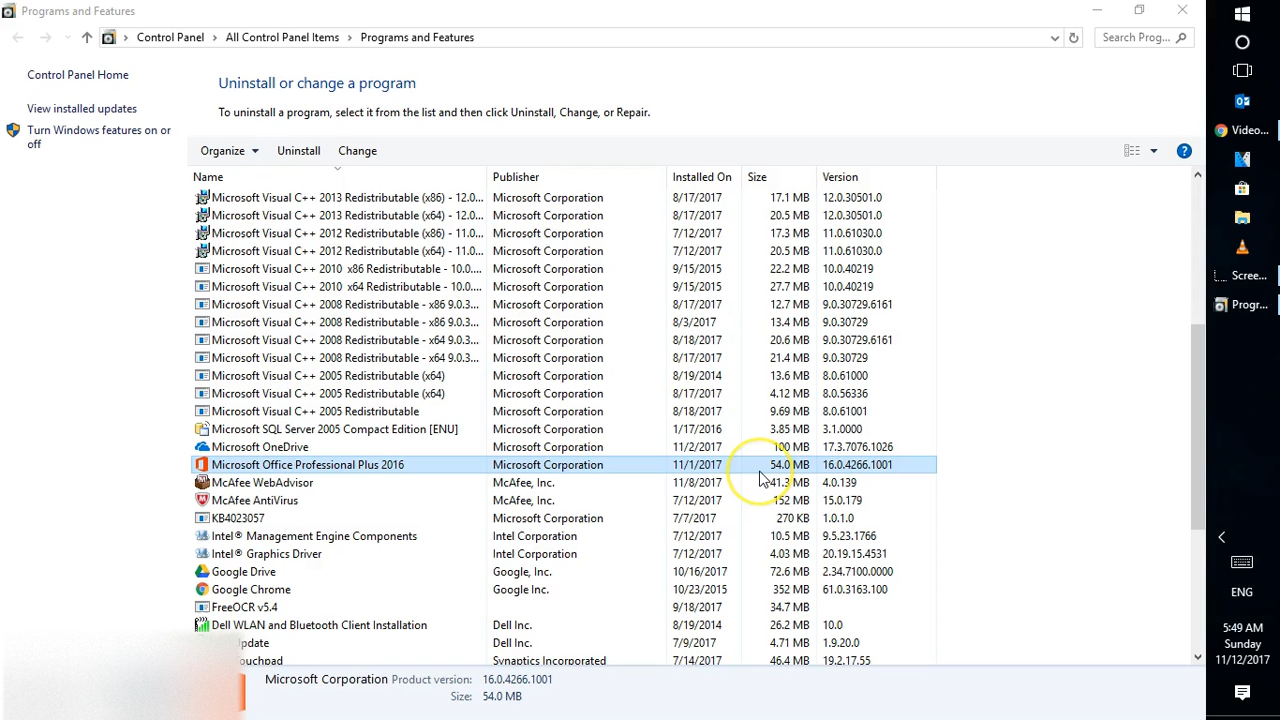 Programs and Features
Control Panel All Control Panel Items Programs and Features Search Prog...
Control Panel Home
View installed updates
Turn Windows features on or off
Uninstall or change a program
To uninstall a program, select it from the list and then click Uninstall, Change, or Repair.
Organize Uninstall Change
Name Publisher Installed On Size Version
Microsoft Visual C++ 2013 Redistributable (x86) - 12.0... Microsoft Corporation 8/17/2017 17.1 MB 12.0.30501.0
Microsoft Visual C++ 2013 Redistributable (x64) - 12.0... Microsoft Corporation 8/17/2017 20.5 MB 12.0.30501.0
Microsoft Visual C++ 2012 Redistributable (x86) - 11.0... Microsoft Corporation 7/12/2017 17.3 MB 11.0.61030.0
Microsoft Visual C++ 2012 Redistributable (x64) - 11.0... Microsoft Corporation 7/12/2017 20.5 MB 11.0.61030.0
Microsoft Visual C++ 2010 x86 Redistributable - 10.0.... Microsoft Corporation 9/15/2015 22.2 MB 10.0.40219
Microsoft Visual C++ 2010 x64 Redistributable - 10.0.... Microsoft Corporation 9/15/2015 27.7 MB 10.0.40219
Microsoft Visual C++ 2008 Redistributable - x86 9.0.3... Microsoft Corporation 8/17/2017 12.7 MB 9.0.30729.6161
Microsoft Visual C++ 2008 Redistributable - x86 9.0.3... Microsoft Corporation 8/3/2017 13.4 MB 9.0.30729
Microsoft Visual C++ 2008 Redistributable - x64 9.0.3... Microsoft Corporation 8/18/2017 20.6 MB 9.0.30729.6161
Microsoft Visual C++ 2008 Redistributable - x64 9.0.3... Microsoft Corporation 8/17/2017 21.4 MB 9.0.30729
Microsoft Visual C++ 2005 Redistributable (x64) Microsoft Corporation 8/19/2014 13.6 MB 8.0.61000
Microsoft Visual C++ 2005 Redistributable (x64) Microsoft Corporation 8/17/2017 4.12 MB 8.0.56336
Microsoft Visual C++ 2005 Redistributable Microsoft Corporation 8/18/2017 9.69 MB 8.0.61001
Microsoft SQL Server 2005 Compact Edition [ENU] Microsoft Corporation 1/17/2016 3.85 MB 3.1.0000
Microsoft OneDrive Microsoft Corporation 11/2/2017 100 MB 17.3.7076.1026
Microsoft Office Professional Plus 2016 Microsoft Corporation 11/1/2017 54.0 MB 16.0.4266.1001
McAfee WebAdvisor McAfee, Inc. 11/8/2017 41.3 MB 4.0.139
McAfee AntiVirus McAfee, Inc. 7/12/2017 152 MB 15.0.179
KB4023057 Microsoft Corporation 7/7/2017 270 KB 1.0.1.0
Intel® Management Engine Components Intel Corporation 7/12/2017 10.5 MB 9.5.23.1766
Intel® Graphics Driver Intel Corporation 7/12/2017 4.03 MB 20.19.15.4531
Google Drive Google, Inc. 10/16/2017 72.6 MB 2.34.7100.0000
Google Chrome Google Inc. 10/23/2015 352 MB 61.0.3163.100
FreeOCR v5.4 9/18/2017 34.7 MB
Dell WLAN and Bluetooth Client Installation Dell Inc. 8/19/2014 26.2 MB 10.0
Update Dell Inc. 7/9/2017 4.71 MB 1.9.20.0
Synaptics Incorporated 7/14/2017 46.4 MB 19.2.17.55
Microsoft Corporation Product version: 16.0.4266.1001
Size: 54.0 MB
Video...
Scree...
Progr...
ENG
5:49 AM
Sunday
11/12/2017